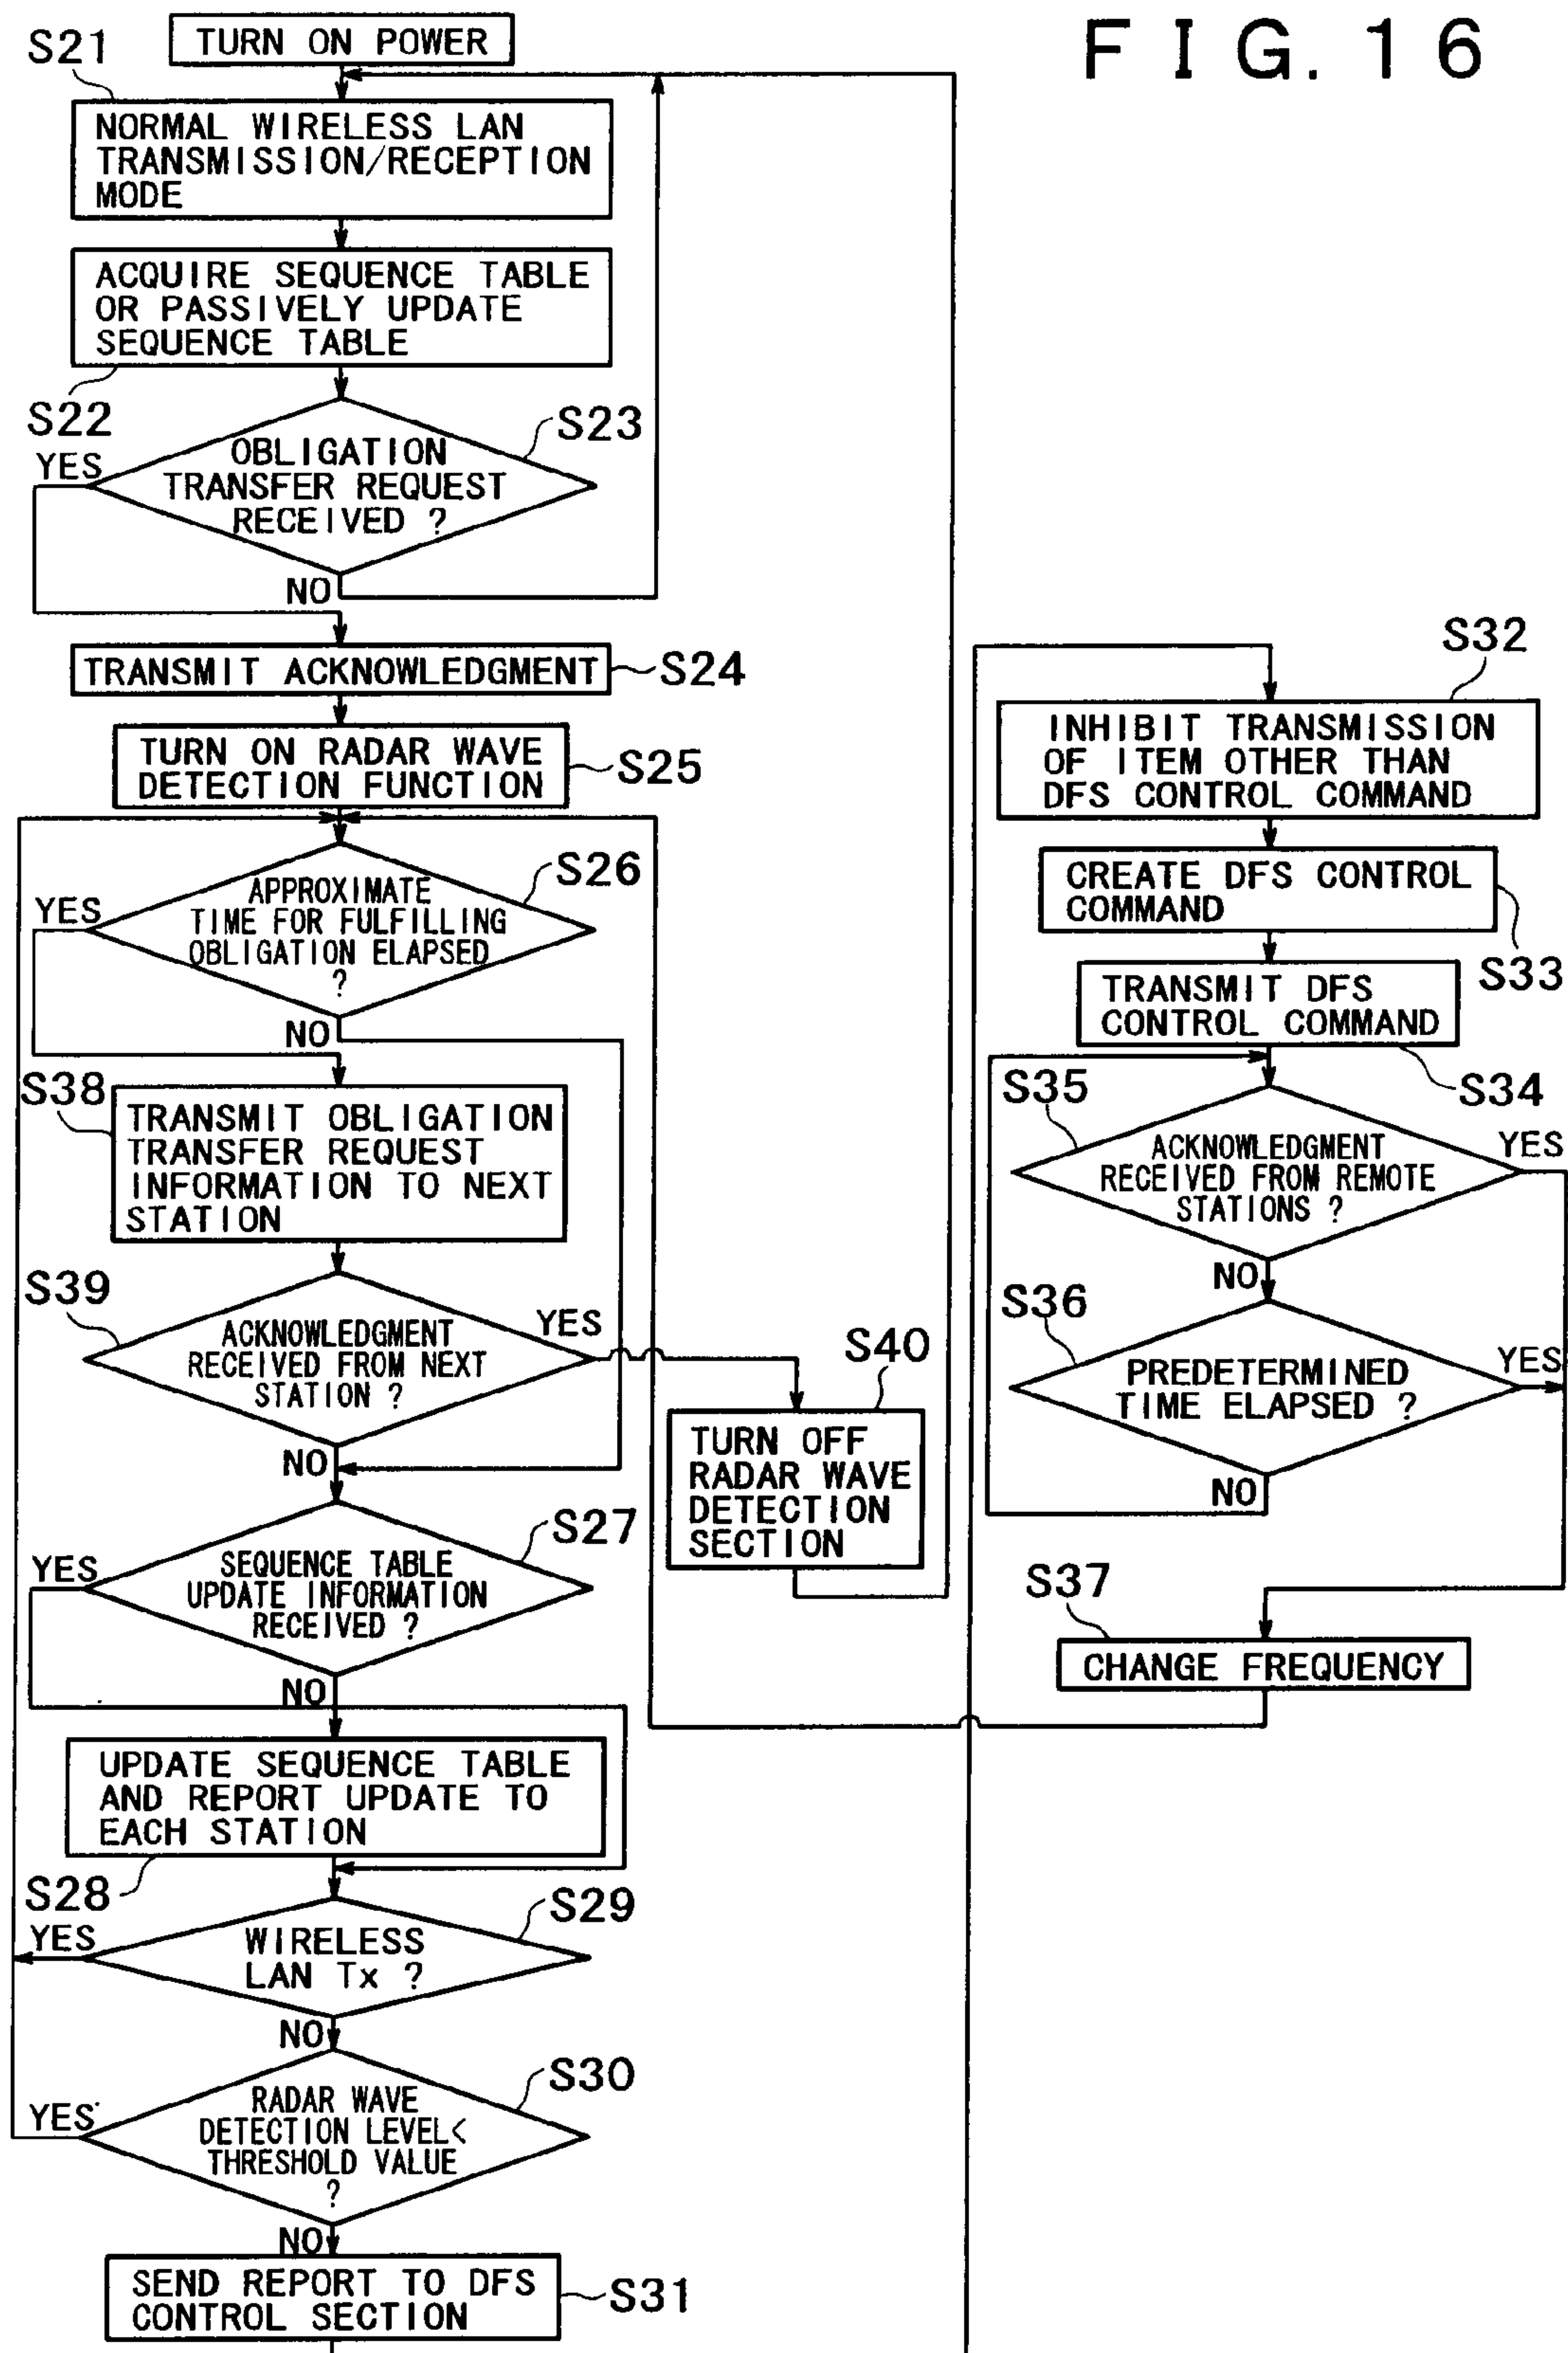 FIG. 16
TURN ON POWER
S21
NORMAL WIRELESS LAN
TRANSMISSION/RECEPTION
MODE
ACQUIRE SEQUENCE TABLE
OR PASSIVELY UPDATE
SEQUENCE TABLE
S22
S23
YES
OBLIGATION
TRANSFER REQUEST
RECEIVED ?
NO
TRANSMIT ACKNOWLEDGMENT
S24
TURN ON RADAR WAVE
DETECTION FUNCTION
S25
S26
YES
APPROXIMATE
TIME FOR FULFILLING
OBLIGATION ELAPSED
?
NO
S38
TRANSMIT OBLIGATION
TRANSFER REQUEST
INFORMATION TO NEXT
STATION
S39
YES
ACKNOWLEDGMENT
RECEIVED FROM NEXT
STATION ?
NO
S40
TURN OFF
RADAR WAVE
DETECTION
SECTION
S27
YES
SEQUENCE TABLE
UPDATE INFORMATION
RECEIVED ?
NO
UPDATE SEQUENCE TABLE
AND REPORT UPDATE TO
EACH STATION
S28
S29
YES
WIRELESS
LAN Tx ?
NO
S30
YES
RADAR WAVE
DETECTION LEVEL<
THRESHOLD VALUE
?
NO
SEND REPORT TO DFS
CONTROL SECTION
S31
S32
INHIBIT TRANSMISSION
OF ITEM OTHER THAN
DFS CONTROL COMMAND
CREATE DFS CONTROL
COMMAND
S33
TRANSMIT DFS
CONTROL COMMAND
S34
S35
YES
ACKNOWLEDGMENT
RECEIVED FROM REMOTE
STATIONS ?
NO
S36
YES
PREDETERMINED
TIME ELAPSED ?
NO
S37
CHANGE FREQUENCY